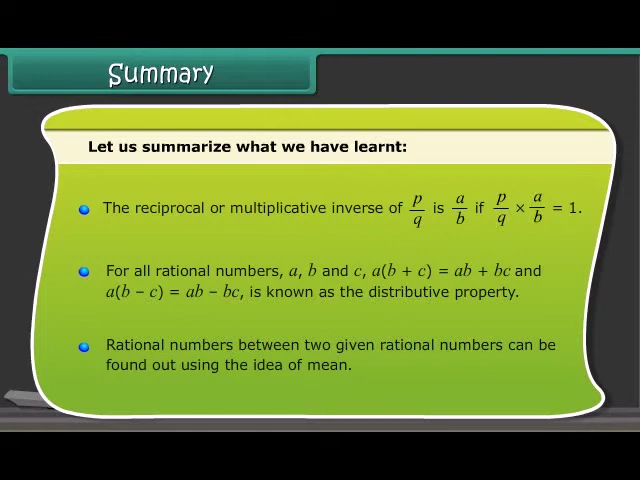 Summary
Let us summarize what we have learnt:
The reciprocal or multiplicative inverse of p/q is a/b if p/q × a/b = 1.
For all rational numbers, a, b and c, a(b + c) = ab + bc and
a(b − c) = ab − bc, is known as the distributive property.
Rational numbers between two given rational numbers can be
found out using the idea of mean.